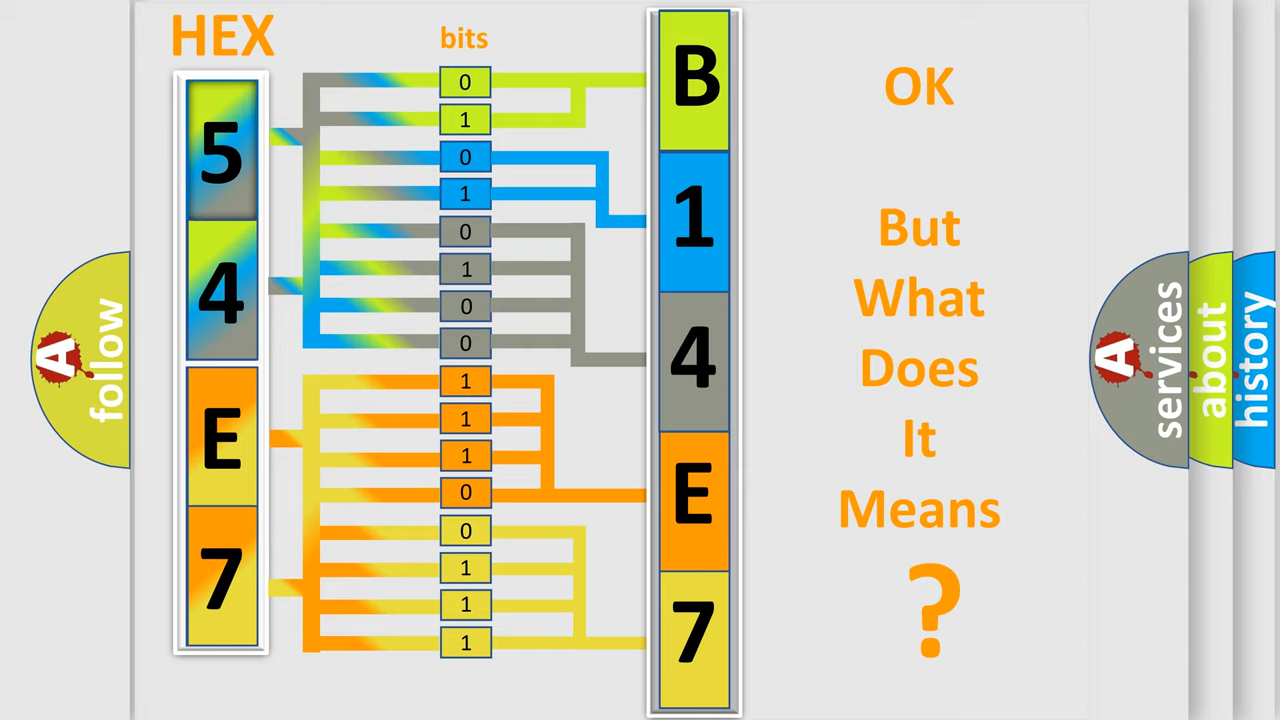 HEX
bits
5
4
E
7
0
1
0
1
0
1
0
0
1
1
1
0
0
1
1
1
B
1
4
E
7
OK
But
What
Does
It
Means
?
A
follow
A
services
about
history